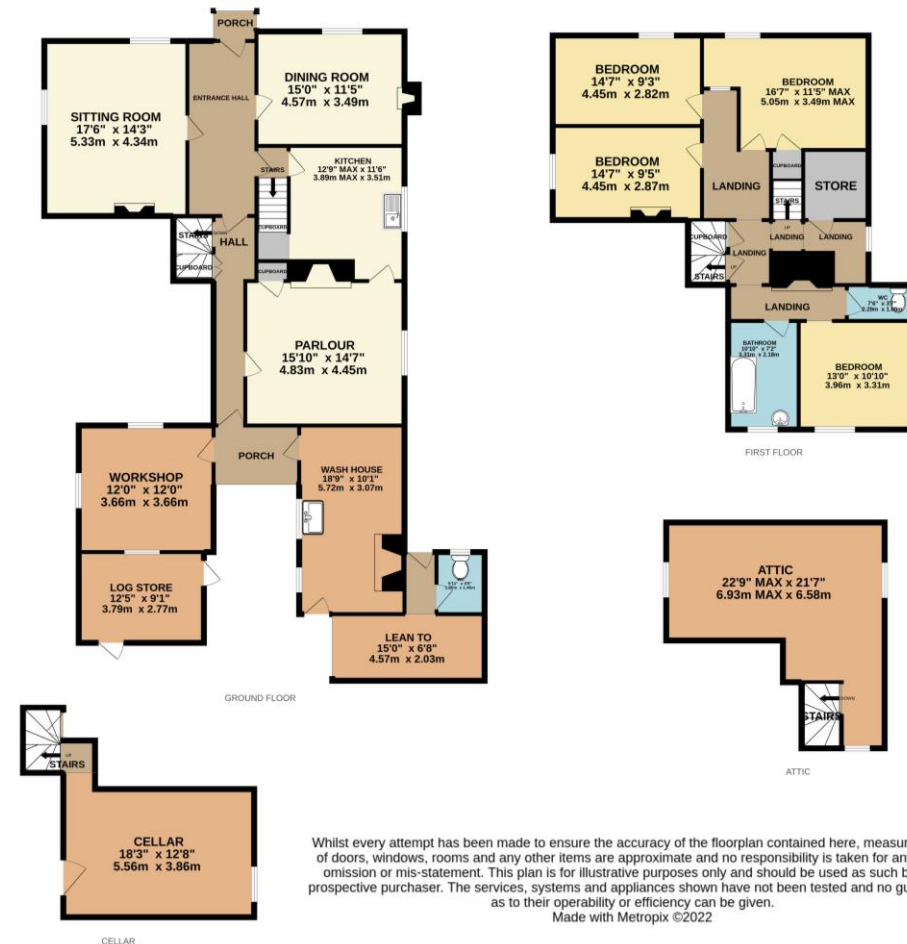 PORCH
ENTRANCE HALL
SITTING ROOM
17'6" x 14'3"
5.33m x 4.34m
DINING ROOM
15'0" x 11'5"
4.57m x 3.49m
STAIRS
KITCHEN
12'9" MAX x 11'6"
3.89m MAX x 3.51m
CUPBOARD
HALL
DOWN
STAIRS
CUPBOARD
CUPBOARD
PARLOUR
15'10" x 14'7"
4.83m x 4.45m
PORCH
WORKSHOP
12'0" x 12'0"
3.66m x 3.66m
WASH HOUSE
18'9" x 10'1"
5.72m x 3.07m
LOG STORE
12'5" x 9'1"
3.79m x 2.77m
LEAN TO
15'0" x 6'8"
4.57m x 2.03m
GROUND FLOOR
BEDROOM
14'7" x 9'3"
4.45m x 2.82m
BEDROOM
16'7" x 11'5" MAX
5.05m x 3.49m MAX
BEDROOM
14'7" x 9'5"
4.45m x 2.87m
LANDING
CUPBOARD
STAIRS
UP
STORE
CUPBOARD
LANDING
LANDING
LANDING
UP
STAIRS
LANDING
WC
BATHROOM
10'10" x 7'2"
3.31m x 2.18m
BEDROOM
13'0" x 10'10"
3.96m x 3.31m
FIRST FLOOR
ATTIC
22'9" MAX x 21'7"
6.93m MAX x 6.58m
DOWN
STAIRS
ATTIC
UP
STAIRS
CELLAR
18'3" x 12'8"
5.56m x 3.86m
CELLAR
Whilst every attempt has been made to ensure the accuracy of the floorplan contained here, measur
of doors, windows, rooms and any other items are approximate and no responsibility is taken for an
omission or mis-statement. This plan is for illustrative purposes only and should be used as such b
prospective purchaser. The services, systems and appliances shown have not been tested and no gu
as to their operability or efficiency can be given.
Made with Metropix ©2022